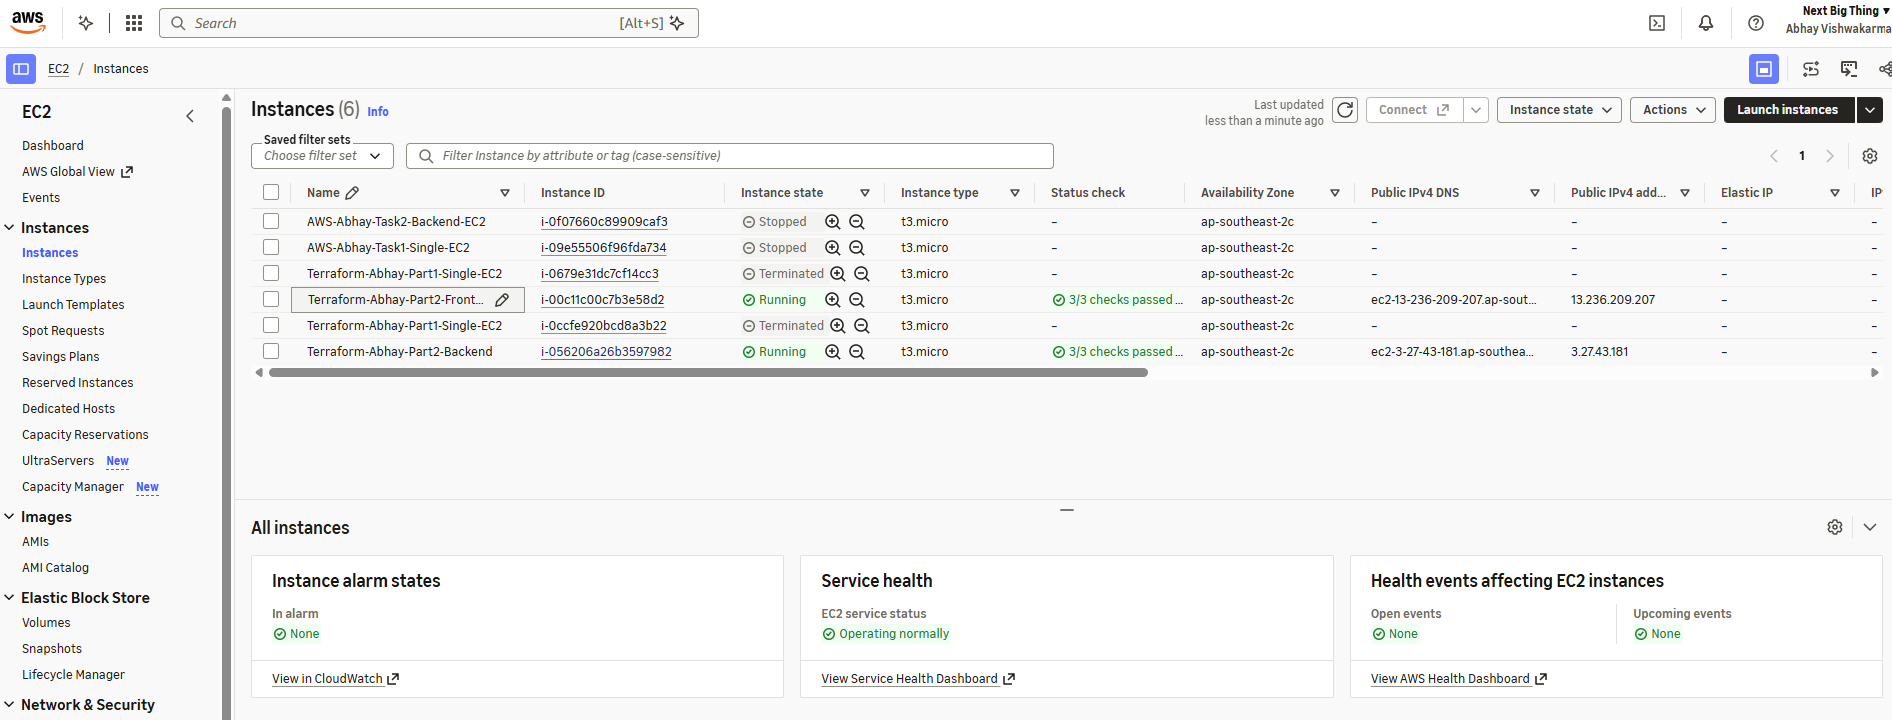 aws
Search
[Alt+S]
Next Big Thing
Abhay Vishwakarma
EC2 / Instances
EC2
Dashboard
AWS Global View
Events
Instances
Instances
Instance Types
Launch Templates
Spot Requests
Savings Plans
Reserved Instances
Dedicated Hosts
Capacity Reservations
UltraServers New
Capacity Manager New
Images
AMIs
AMI Catalog
Elastic Block Store
Volumes
Snapshots
Lifecycle Manager
Network & Security
Instances (6) Info
Last updated
less than a minute ago
Connect
Instance state
Actions
Launch instances
Saved filter sets
Choose filter set
Filter Instance by attribute or tag (case-sensitive)
1
Name Instance ID Instance state Instance type Status check Availability Zone Public IPv4 DNS Public IPv4 add... Elastic IP
AWS-Abhay-Task2-Backend-EC2 i-0f07660c89909caf3 Stopped t3.micro – ap-southeast-2c – – – –
AWS-Abhay-Task1-Single-EC2 i-09e55506f96fda734 Stopped t3.micro – ap-southeast-2c – – – –
Terraform-Abhay-Part1-Single-EC2 i-0679e31dc7cf14cc3 Terminated t3.micro – ap-southeast-2c – – – –
Terraform-Abhay-Part2-Front... i-00c11c00c7b3e58d2 Running t3.micro 3/3 checks passed ... ap-southeast-2c ec2-13-236-209-207.ap-sout... 13.236.209.207 – –
Terraform-Abhay-Part1-Single-EC2 i-0ccfe920bcd8a3b22 Terminated t3.micro – ap-southeast-2c – – – –
Terraform-Abhay-Part2-Backend i-056206a26b3597982 Running t3.micro 3/3 checks passed ... ap-southeast-2c ec2-3-27-43-181.ap-southea... 3.27.43.181 – –
All instances
Instance alarm states
In alarm
None
View in CloudWatch
Service health
EC2 service status
Operating normally
View Service Health Dashboard
Health events affecting EC2 instances
Open events
None
Upcoming events
None
View AWS Health Dashboard